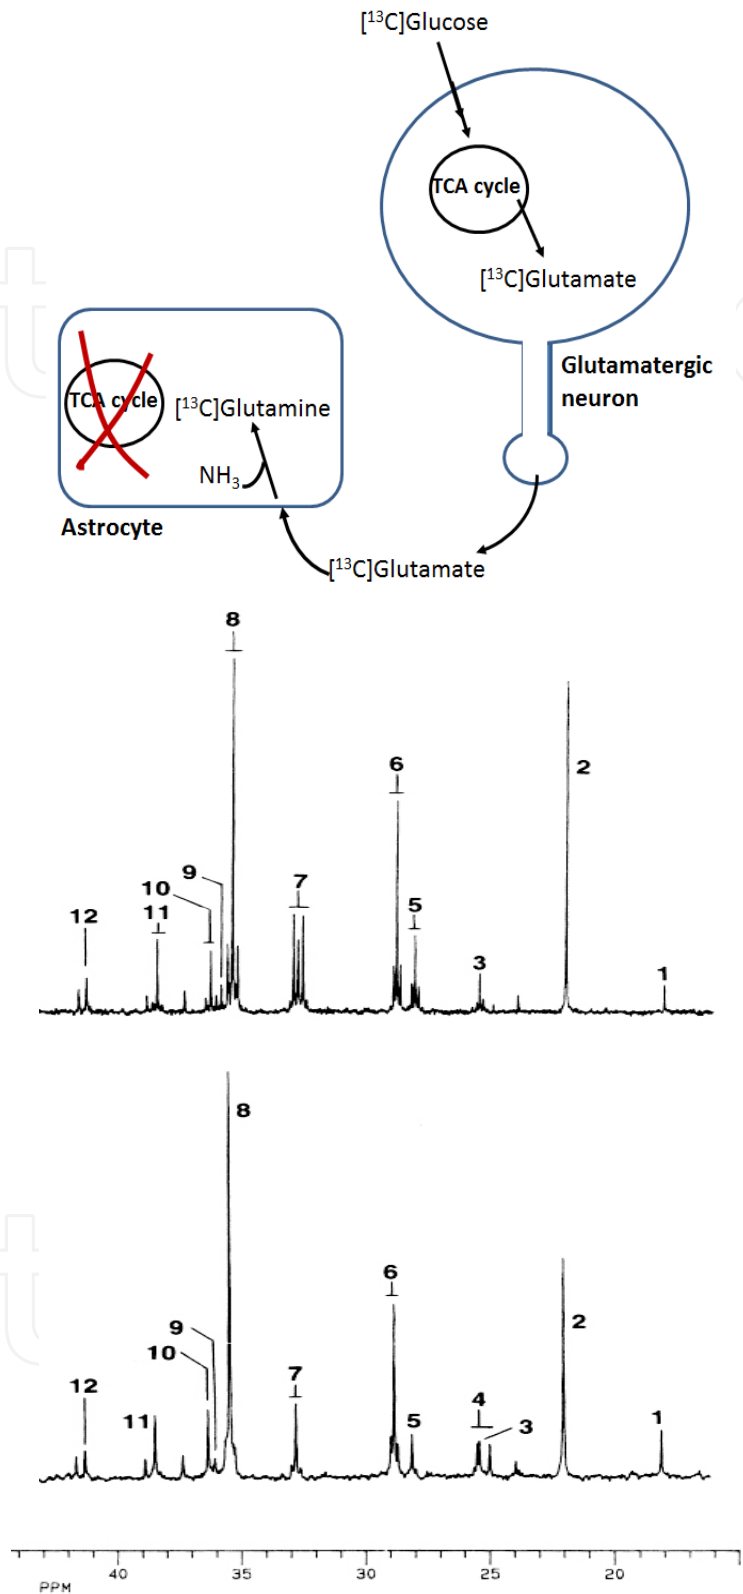 [¹³C]Glucose
TCA cycle
[¹³C]Glutamate
Glutamatergic
neuron
TCA cycle
[¹³C]Glutamine
NH₃
Astrocyte
[¹³C]Glutamate
8
6
2
9
7
10
12
11
5
3
1
8
6
2
9
10
7
12
11
5
4
3
1
40
35
30
25
20
PPM